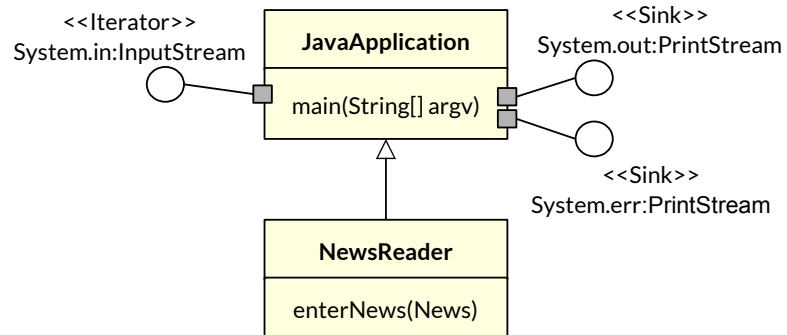 <<Iterator>>
System.in:InputStream
JavaApplication
main(String[] argv)
<<Sink>>
System.out:PrintStream
<<Sink>>
System.err:PrintStream
NewsReader
enterNews(News)